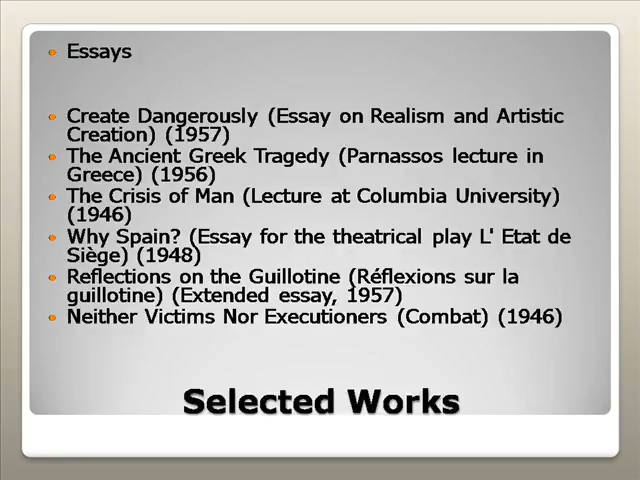 Essays
Create Dangerously (Essay on Realism and Artistic
Creation) (1957)
The Ancient Greek Tragedy (Parnassos lecture in
Greece) (1956)
The Crisis of Man (Lecture at Columbia University)
(1946)
Why Spain? (Essay for the theatrical play L' Etat de
Siège) (1948)
Reflections on the Guillotine (Réflexions sur la
guillotine) (Extended essay, 1957)
Neither Victims Nor Executioners (Combat) (1946)
Selected Works